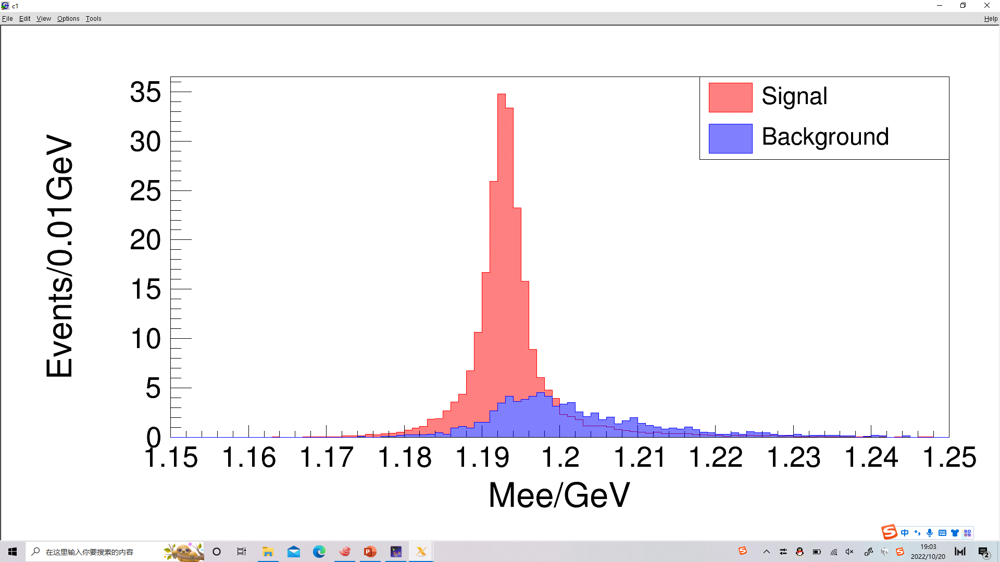 c1
File Edit View Options Tools Help
35
30
25
20
15
10
5
0
Events/0.01GeV
Signal
Background
1.15 1.16 1.17 1.18 1.19 1.2 1.21 1.22 1.23 1.24 1.25
Mee/GeV
中
在这里输入你要搜索的内容
中
19:03
2022/10/20
2